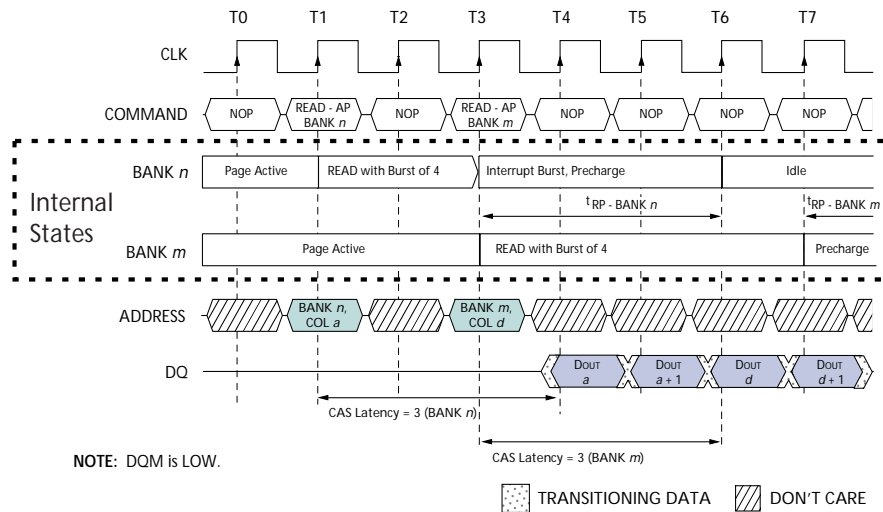 T0 T1 T2 T3 T4 T5 T6 T7
CLK
COMMAND NOP READ - AP BANK n NOP READ - AP BANK m NOP NOP NOP NOP
Internal States
BANK n Page Active READ with Burst of 4 Interrupt Burst, Precharge Idle
tRP - BANK n tRP - BANK m
BANK m Page Active READ with Burst of 4 Precharge
ADDRESS BANK n, COL a BANK m, COL d
DQ DOUT a DOUT a + 1 DOUT d DOUT d + 1
CAS Latency = 3 (BANK n)
CAS Latency = 3 (BANK m)
NOTE: DQM is LOW.
TRANSITIONING DATA DON'T CARE